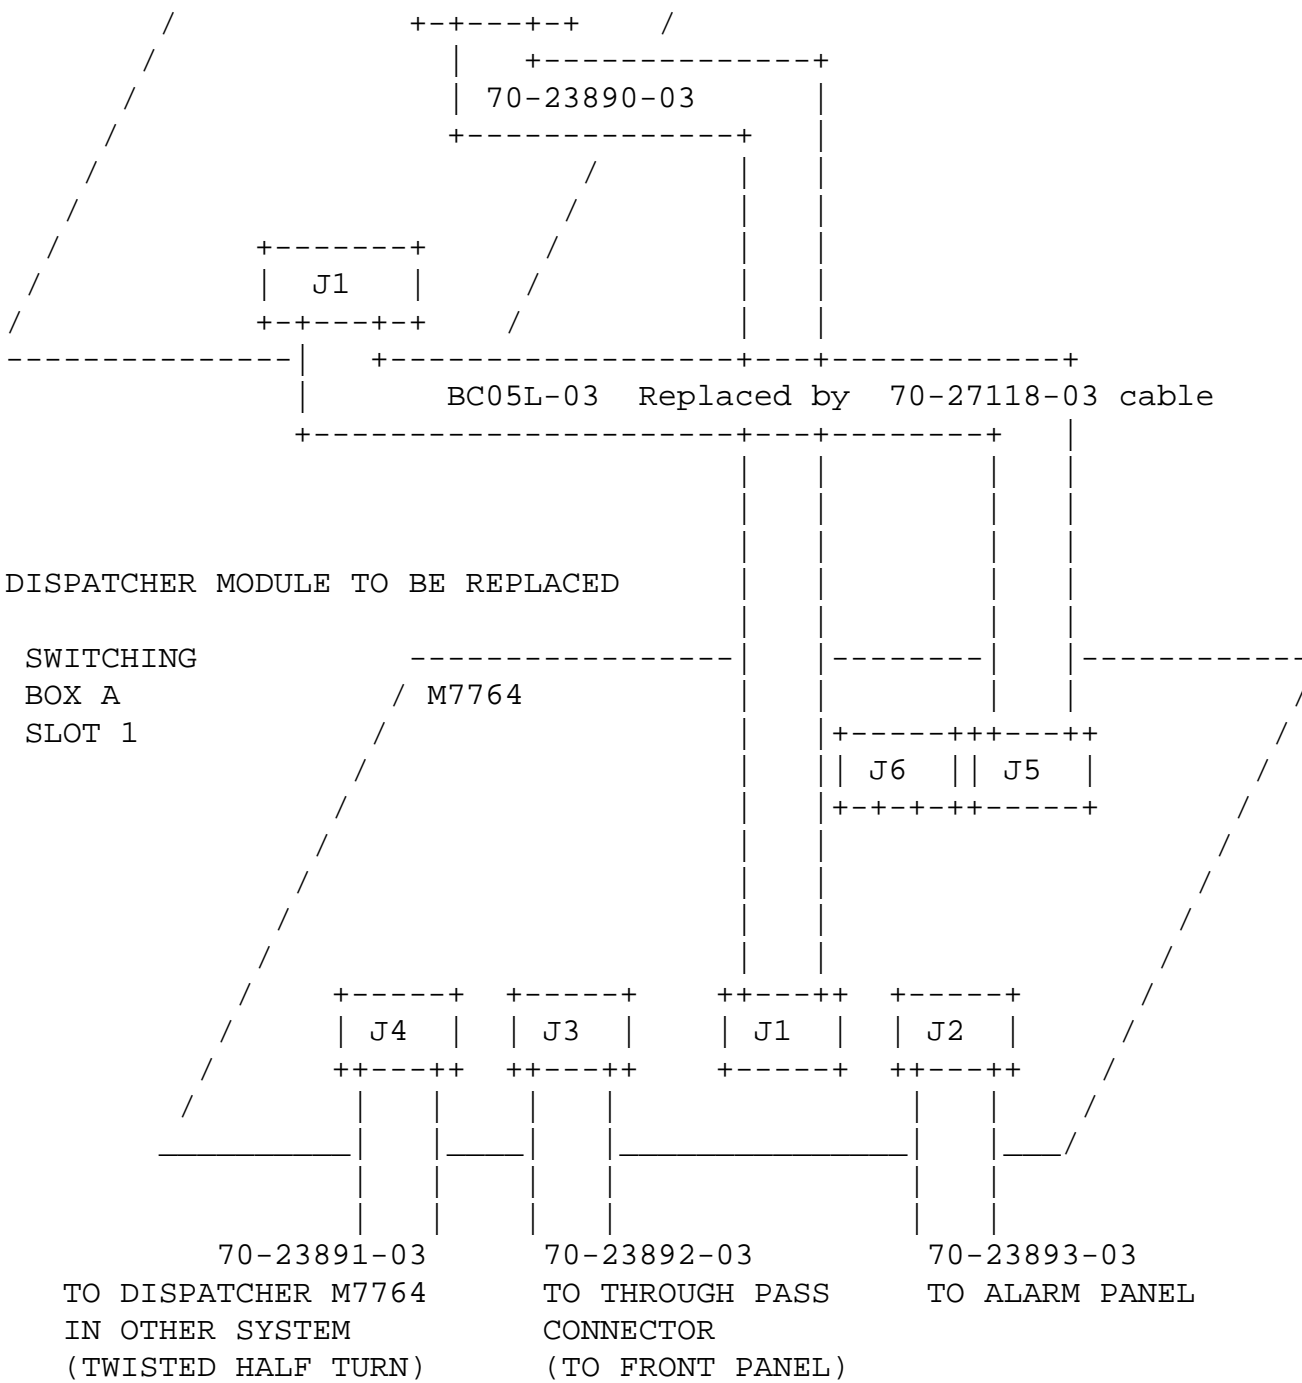 70-23890-03
J1
BC05L-03 Replaced by 70-27118-03 cable
DISPATCHER MODULE TO BE REPLACED
SWITCHING
BOX A M7764
SLOT 1
J6 J5
J4 J3 J1 J2
70-23891-03 70-23892-03 70-23893-03
TO DISPATCHER M7764 TO THROUGH PASS TO ALARM PANEL
IN OTHER SYSTEM CONNECTOR
(TWISTED HALF TURN) (TO FRONT PANEL)